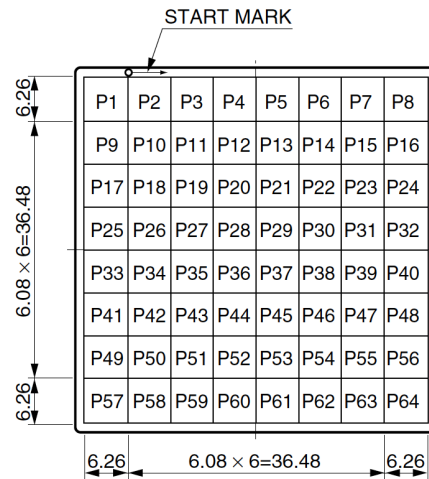 START MARK
6.26
P1 P2 P3 P4 P5 P6 P7 P8
P9 P10 P11 P12 P13 P14 P15 P16
P17 P18 P19 P20 P21 P22 P23 P24
P25 P26 P27 P28 P29 P30 P31 P32
6.08 × 6=36.48
P33 P34 P35 P36 P37 P38 P39 P40
P41 P42 P43 P44 P45 P46 P47 P48
P49 P50 P51 P52 P53 P54 P55 P56
6.26
P57 P58 P59 P60 P61 P62 P63 P64
6.26 6.08 × 6=36.48 6.26